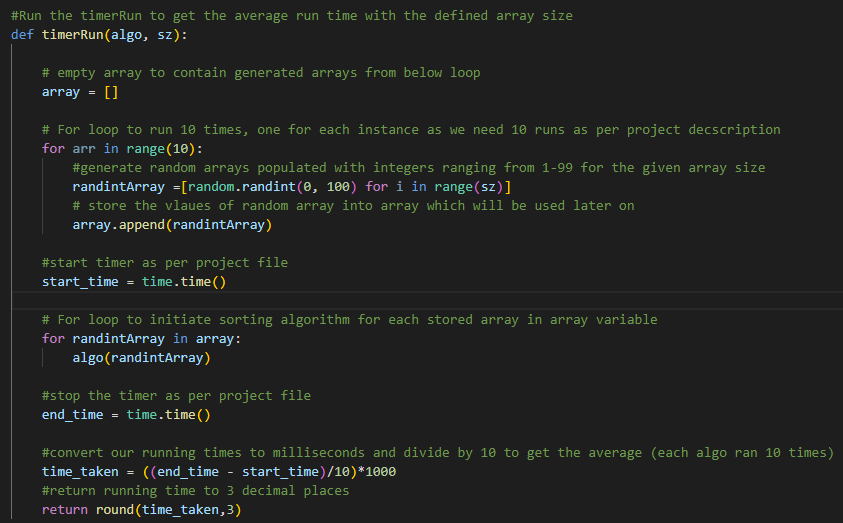 #Run the timerRun to get the average run time with the defined array size
def timerRun(algo, sz):
# empty array to contain generated arrays from below loop
array = []
# For loop to run 10 times, one for each instance as we need 10 runs as per project decscription
for arr in range(10):
#generate random arrays populated with integers ranging from 1-99 for the given array size
randintArray =[random.randint(0, 100) for i in range(sz)]
# store the vlaues of random array into array which will be used later on
array.append(randintArray)
#start timer as per project file
start_time = time.time()
# For loop to initiate sorting algorithm for each stored array in array variable
for randintArray in array:
algo(randintArray)
#stop the timer as per project file
end_time = time.time()
#convert our running times to milliseconds and divide by 10 to get the average (each algo ran 10 times)
time_taken = ((end_time - start_time)/10)*1000
#return running time to 3 decimal places
return round(time_taken,3)